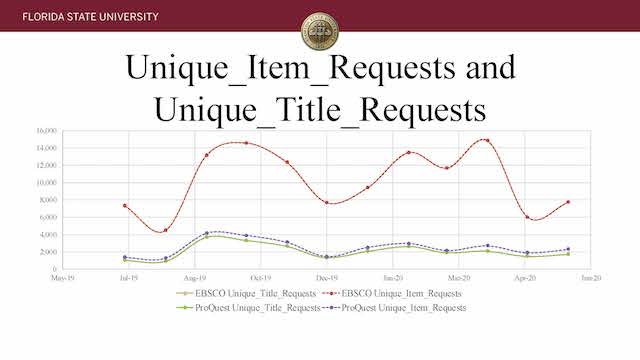 FLORIDA STATE UNIVERSITY
Unique_Item_Requests and
Unique_Title_Requests
16,000
14,000
12,000
10,000
8,000
6,000
4,000
2,000
0
May-19 Jul-19 Aug-19 Oct-19 Dec-19 Jan-20 Mar-20 Apr-20 Jun-20
EBSCO Unique_Title_Requests EBSCO Unique_Item_Requests
ProQuest Unique_Title_Requests ProQuest Unique_Item_Requests